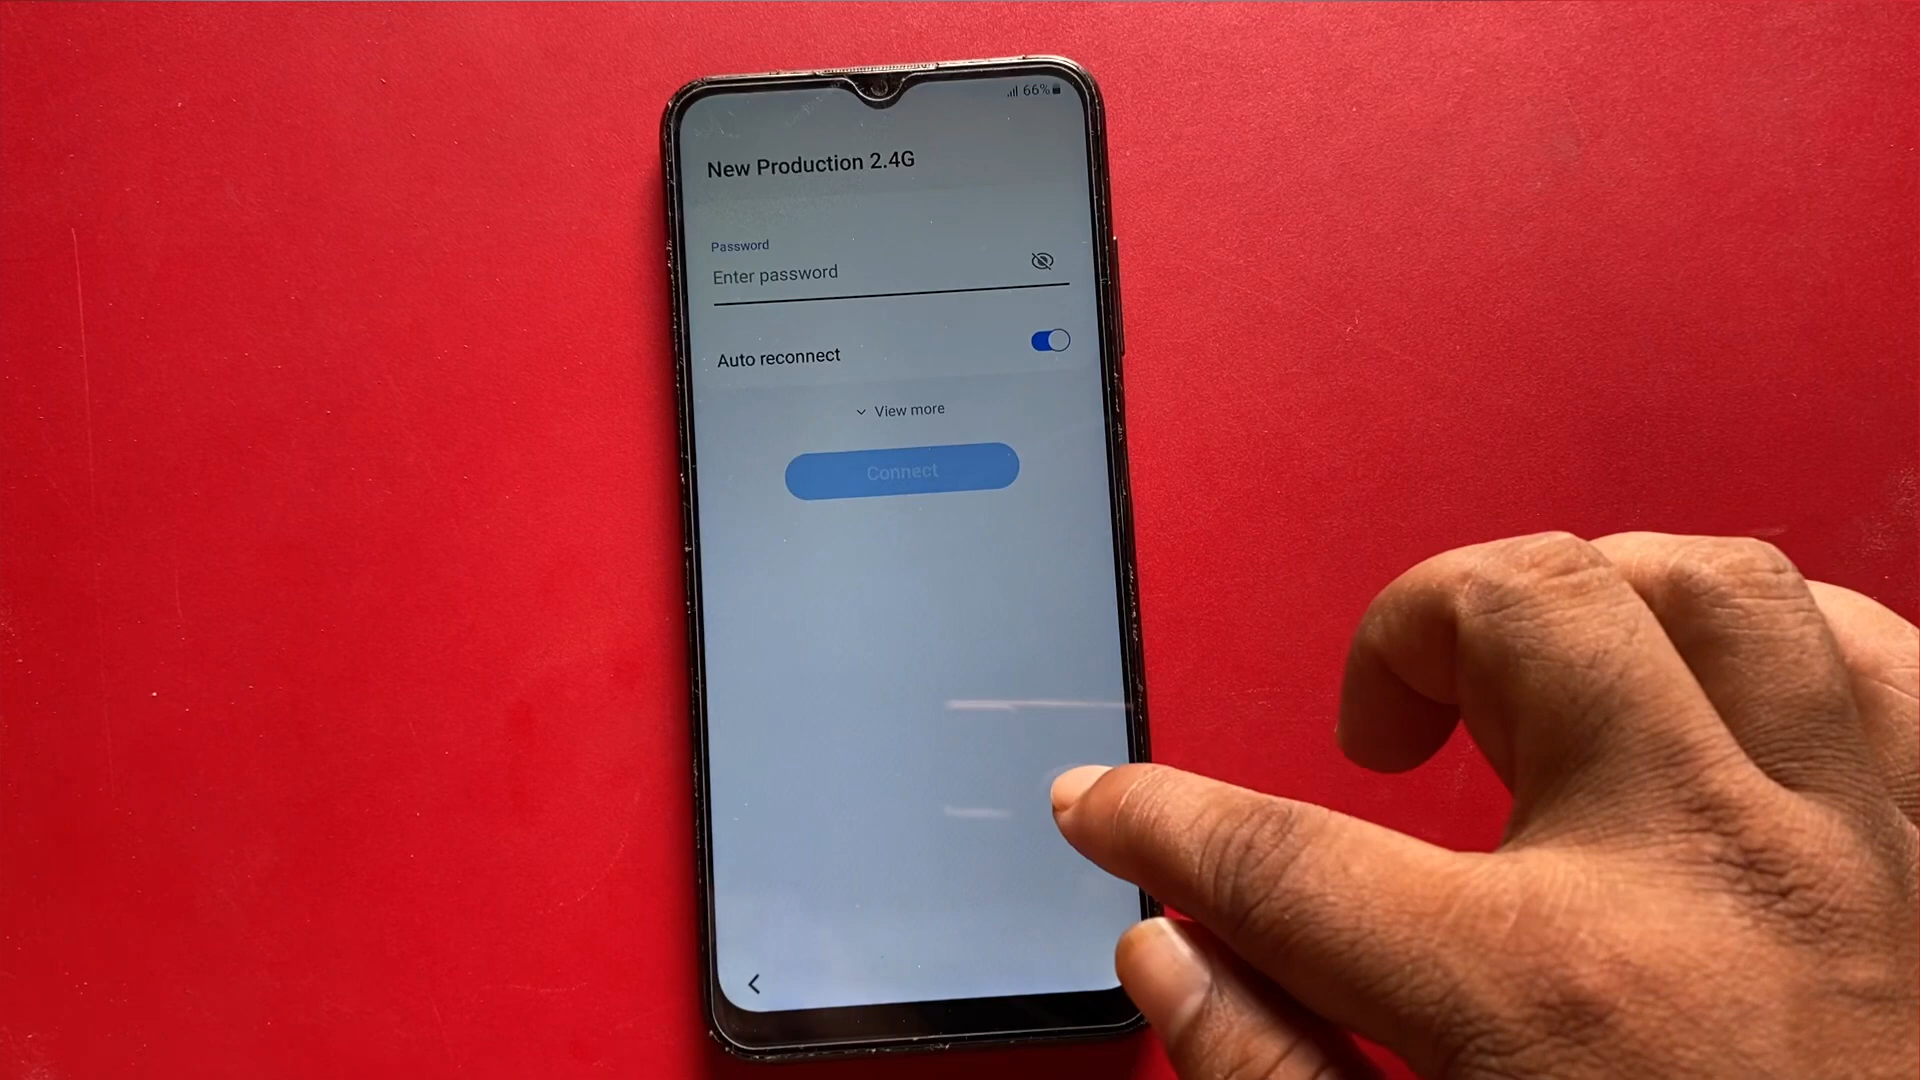 66%
New Production 2.4G
Password
Enter password
Auto reconnect
View more
Connect